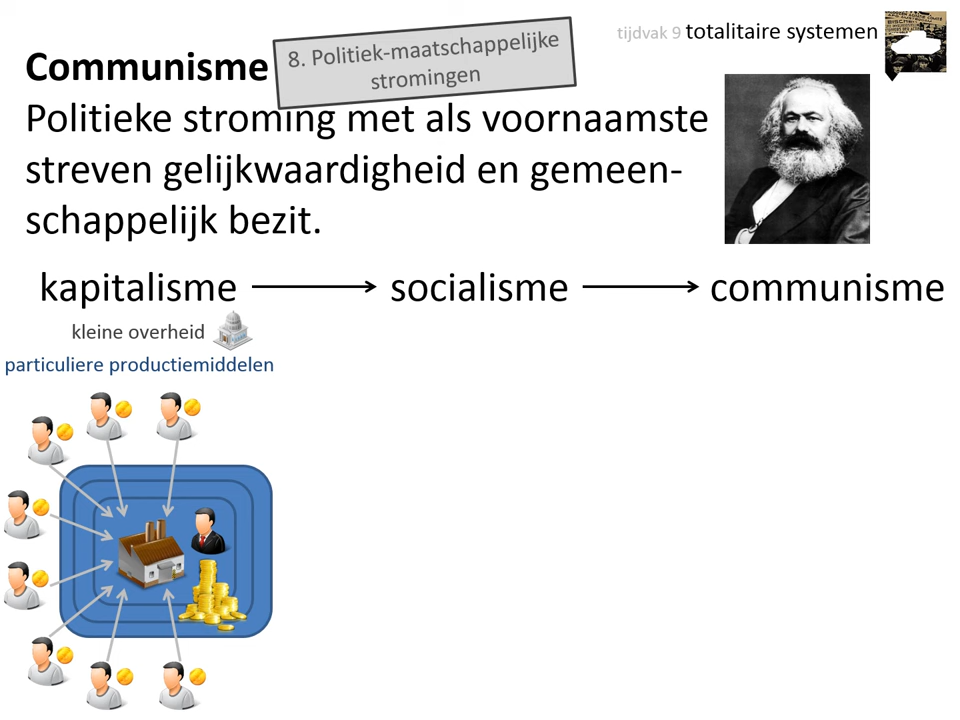 tijdvak 9 totalitaire systemen
8. Politiek-maatschappelijke
stromingen
Communisme
Politieke stroming met als voornaamste
streven gelijkwaardigheid en gemeen-
schappelijk bezit.
kapitalisme socialisme communisme
kleine overheid
particuliere productiemiddelen